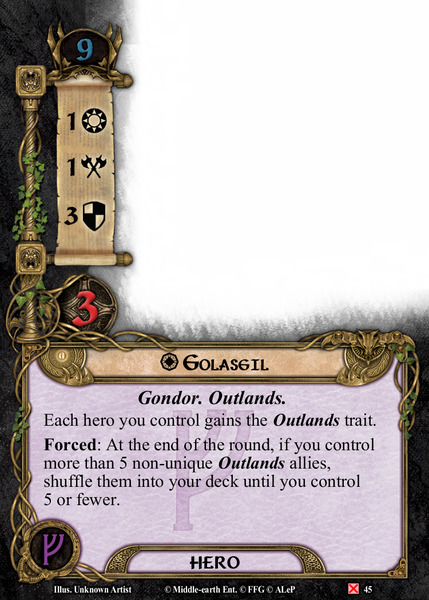 9
1
1
3
3
Golasgil
Gondor. Outlands.
Each hero you control gains the Outlands trait.
Forced: At the end of the round, if you control
more than 5 non-unique Outlands allies,
shuffle them into your deck until you control
5 or fewer.
HERO
Illus. Unknown Artist © Middle-earth Ent. © FFG © ALeP 45